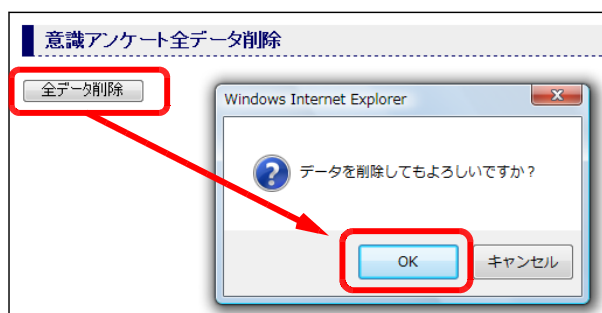 意識アンケート全データ削除
全データ削除
Windows Internet Explorer
データを削除してもよろしいですか？
OK
キャンセル